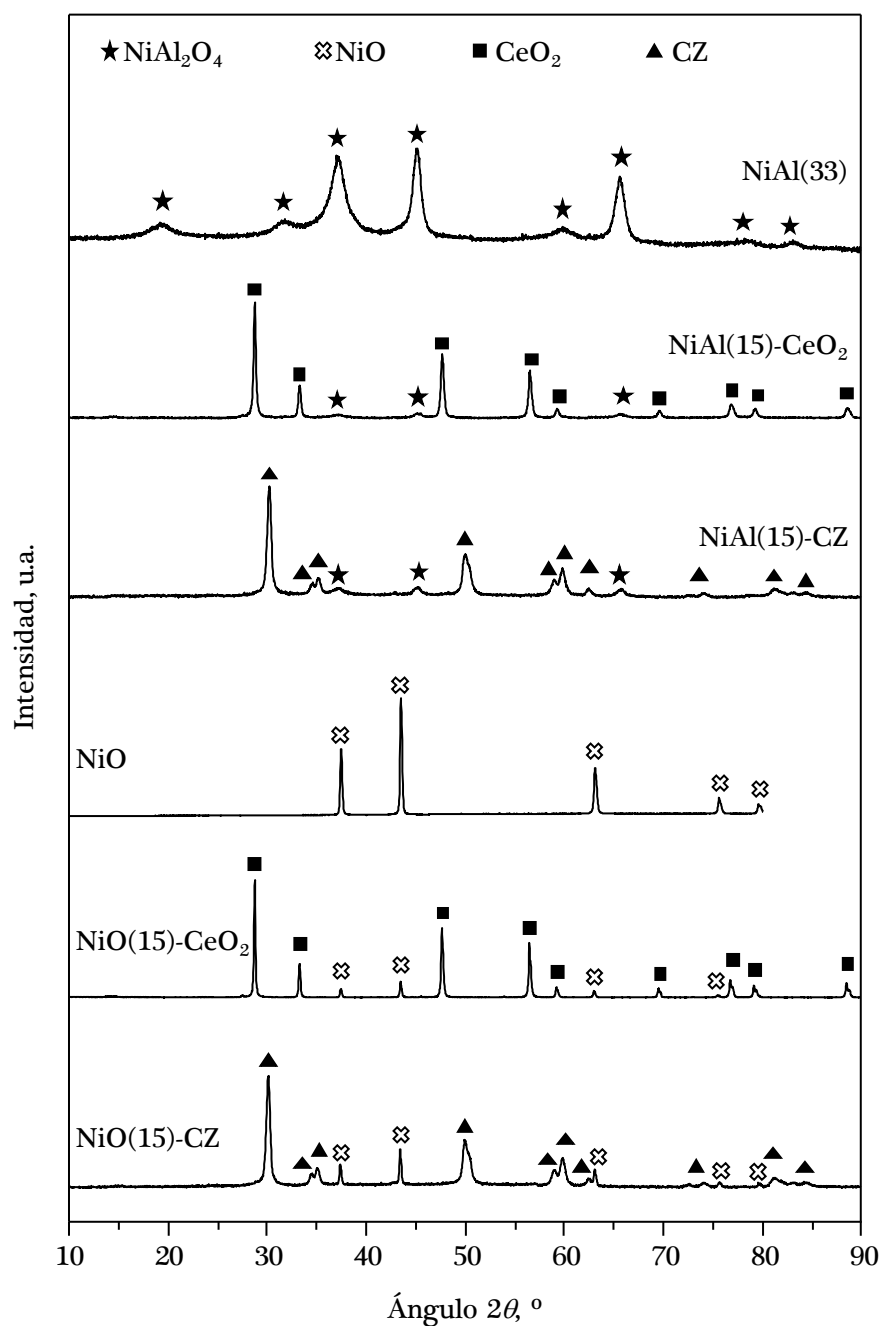 NiAl₂O₄ NiO CeO₂ CZ
NiAl(33)
NiAl(15)-CeO₂
NiAl(15)-CZ
NiO
NiO(15)-CeO₂
NiO(15)-CZ
Intensidad, u.a.
10 20 30 40 50 60 70 80 90
Ángulo 2θ, º